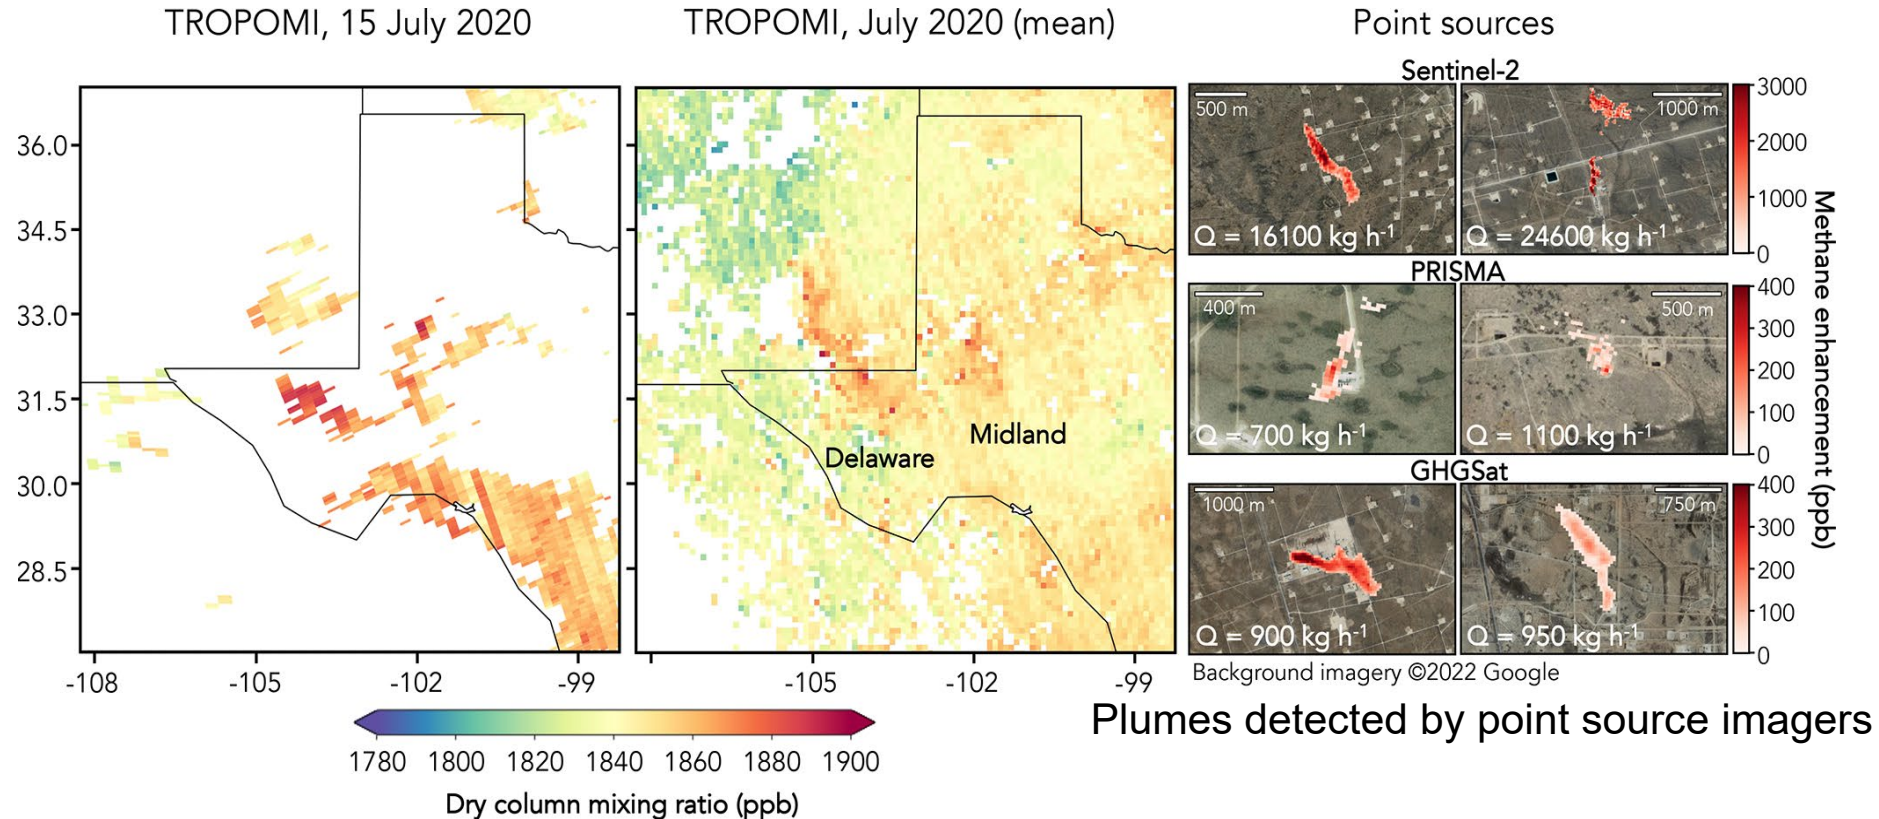 TROPOMI, 15 July 2020
TROPOMI, July 2020 (mean)
Point sources
36.0
34.5
33.0
31.5
30.0
28.5
-108
-105
-102
-99
Delaware
Midland
-105
-102
-99
1780
1800
1820
1840
1860
1880
1900
Dry column mixing ratio (ppb)
Sentinel-2
500 m
Q = 16100 kg h⁻¹
1000 m
Q = 24600 kg h⁻¹
3000
2000
1000
0
PRISMA
400 m
Q = 700 kg h⁻¹
500 m
Q = 1100 kg h⁻¹
400
300
200
100
0
GHGSat
1000 m
Q = 900 kg h⁻¹
750 m
Q = 950 kg h⁻¹
400
300
200
100
0
Methane enhancement (ppb)
Background imagery ©2022 Google
Plumes detected by point source imagers